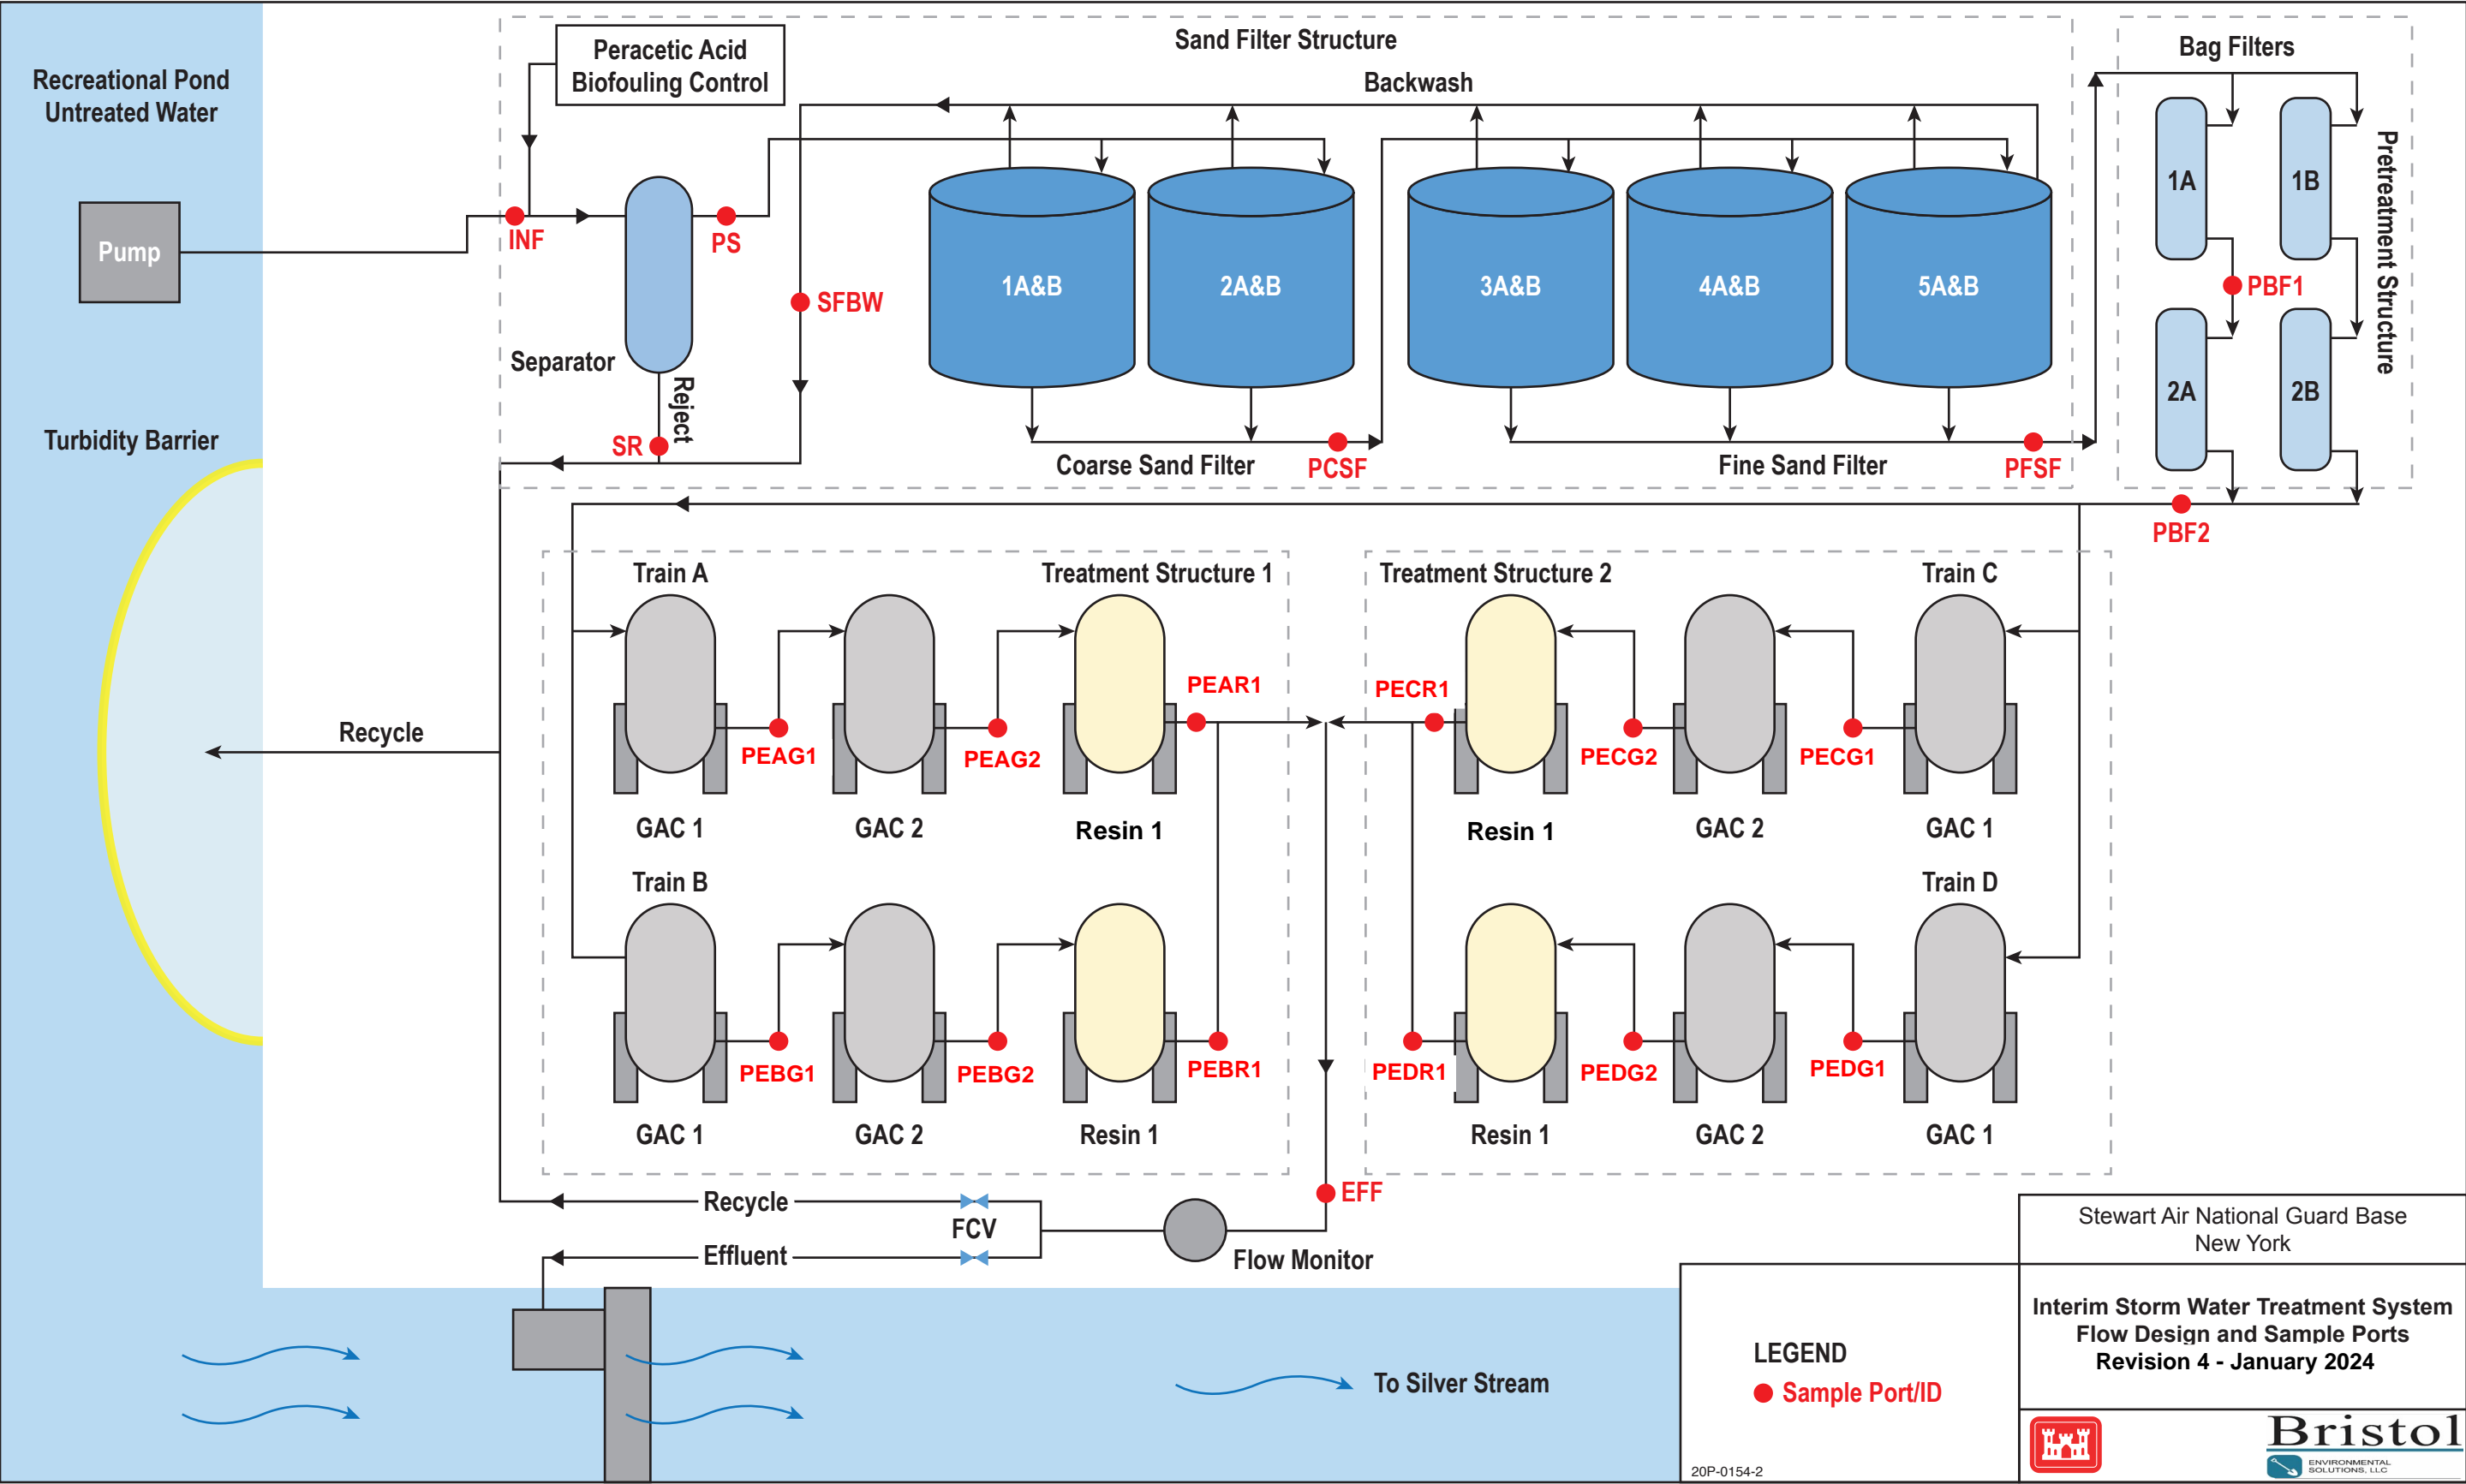 Recreational Pond
Untreated Water
Pump
Turbidity Barrier
Peracetic Acid
Biofouling Control
Sand Filter Structure
Backwash
INF
PS
Separator
Reject
SR
SFBW
1A&B
2A&B
3A&B
4A&B
5A&B
Coarse Sand Filter
PCSF
Fine Sand Filter
PFSF
Bag Filters
1A
1B
PBF1
2A
2B
Pretreatment Structure
PBF2
Recycle
Train A
Treatment Structure 1
PEAG1
PEAG2
PEAR1
GAC 1
GAC 2
Resin 1
Train B
PEBG1
PEBG2
PEBR1
GAC 1
GAC 2
Resin 1
Treatment Structure 2
Train C
PECR1
PECG2
PECG1
Resin 1
GAC 2
GAC 1
Train D
PEDR1
PEDG2
PEDG1
Resin 1
GAC 2
GAC 1
EFF
Recycle
FCV
Effluent
Flow Monitor
To Silver Stream
LEGEND
Sample Port/ID
20P-0154-2
Stewart Air National Guard Base
New York
Interim Storm Water Treatment System
Flow Design and Sample Ports
Revision 4 - January 2024
Bristol
ENVIRONMENTAL
SOLUTIONS, LLC